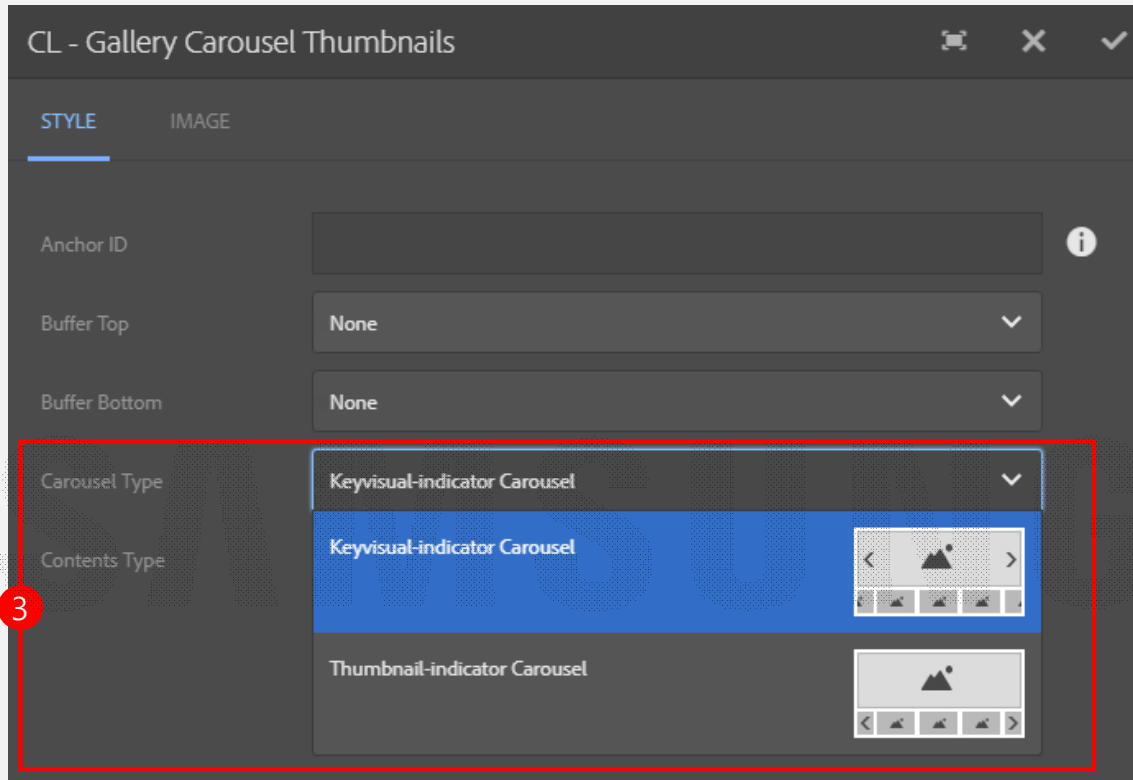 CL - Gallery Carousel Thumbnails
STYLE IMAGE
Anchor ID
Buffer Top None
Buffer Bottom None
Carousel Type Keyvisual-indicator Carousel
Keyvisual-indicator Carousel
Contents Type
3
Thumbnail-indicator Carousel
SAMSUNG